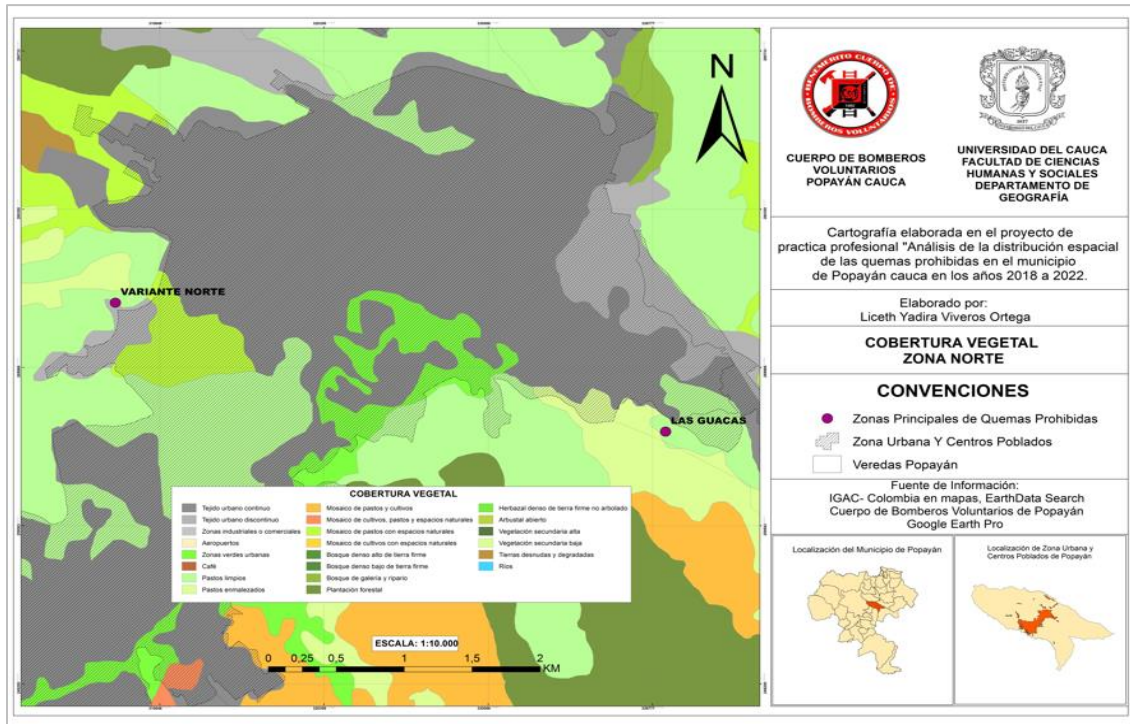 N
VARIANTE NORTE
LAS GUACAS
COBERTURA VEGETAL
Tejido urbano continuo
Tejido urbano discontinuo
Zonas industriales o comerciales
Aeropuertos
Zonas verdes urbanas
Café
Pastos limpios
Pastos enmalezados
Mosaico de pastos y cultivos
Mosaico de cultivos, pastos y espacios naturales
Mosaico de pastos con espacios naturales
Mosaico de cultivos con espacios naturales
Bosque denso alto de tierra firme
Bosque denso bajo de tierra firme
Bosque de galería y ripario
Plantación forestal
Herbazal denso de tierra firme no arbolado
Arbustal abierto
Vegetación secundaria alta
Vegetación secundaria baja
Tierras desnudas y degradadas
Ríos
ESCALA: 1:10.000
0 0,25 0,5 1 1,5 2
KM
BENEMÉRITO CUERPO DE
BOMBEROS VOLUNTARIOS
CUERPO DE BOMBEROS
VOLUNTARIOS
POPAYÁN CAUCA
UNIVERSIDAD DEL CAUCA
FACULTAD DE CIENCIAS
HUMANAS Y SOCIALES
DEPARTAMENTO DE
GEOGRAFÍA
Cartografía elaborada en el proyecto de
practica profesional "Análisis de la distribución espacial
de las quemas prohibidas en el municipio
de Popayán cauca en los años 2018 a 2022.
Elaborado por:
Liceth Yadira Viveros Ortega
COBERTURA VEGETAL
ZONA NORTE
CONVENCIONES
Zonas Principales de Quemas Prohibidas
Zona Urbana Y Centros Poblados
Veredas Popayán
Fuente de Información:
IGAC- Colombia en mapas, EarthData Search
Cuerpo de Bomberos Voluntarios de Popayán
Google Earth Pro
Localización del Municipio de Popayán
Localización de Zona Urbana y
Centros Poblados de Popayán